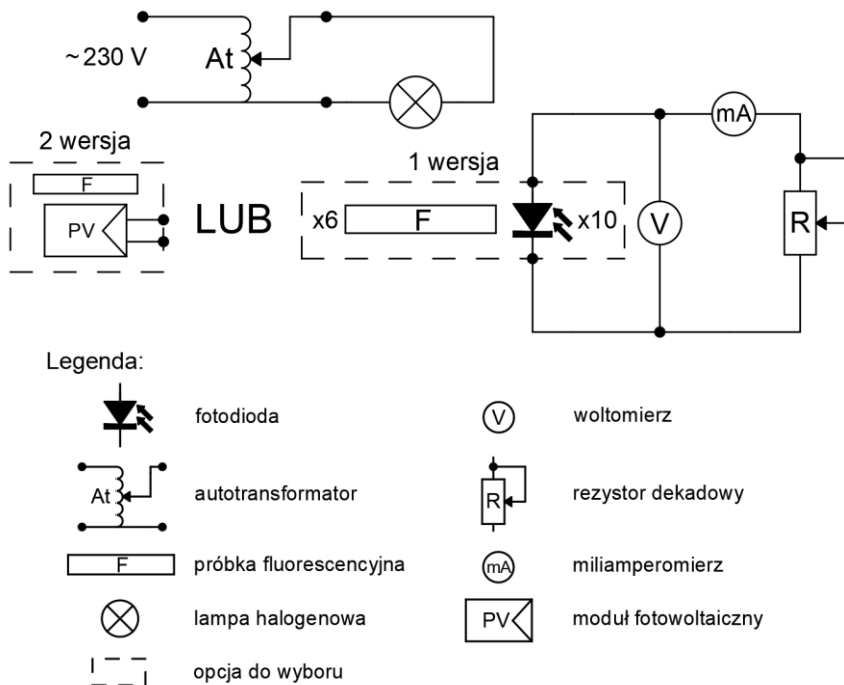 ~230 V
At
2 wersja
F
PV
LUB
1 wersja
x6
F
x10
mA
V
R
Legenda:
fotodioda
V
woltomierz
At
autotransformator
R
rezystor dekadowy
F
próbka fluorescencyjna
mA
miliamperomierz
lampa halogenowa
PV
moduł fotowoltaiczny
opcja do wyboru